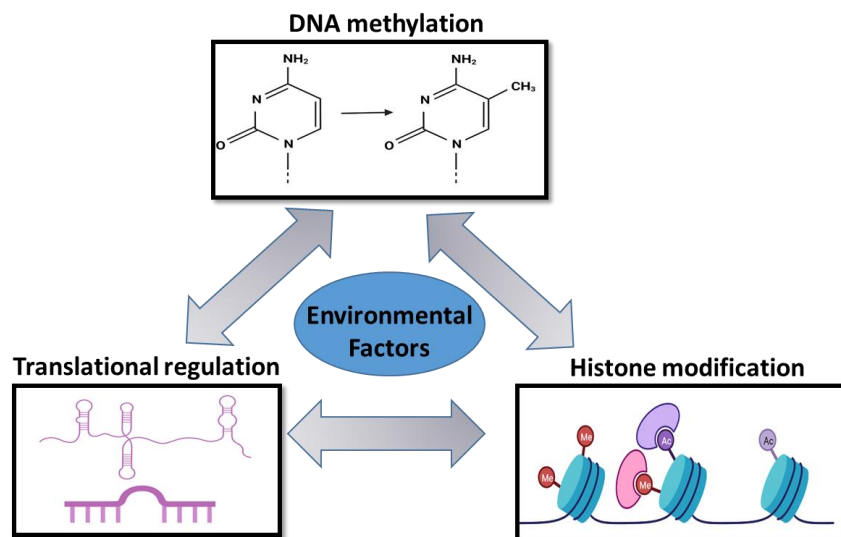 DNA methylation
NH₂
N
O
N
NH₂
CH₃
N
O
N
Environmental
Factors
Translational regulation
Histone modification
Me
Me
Ac
Me
Ac